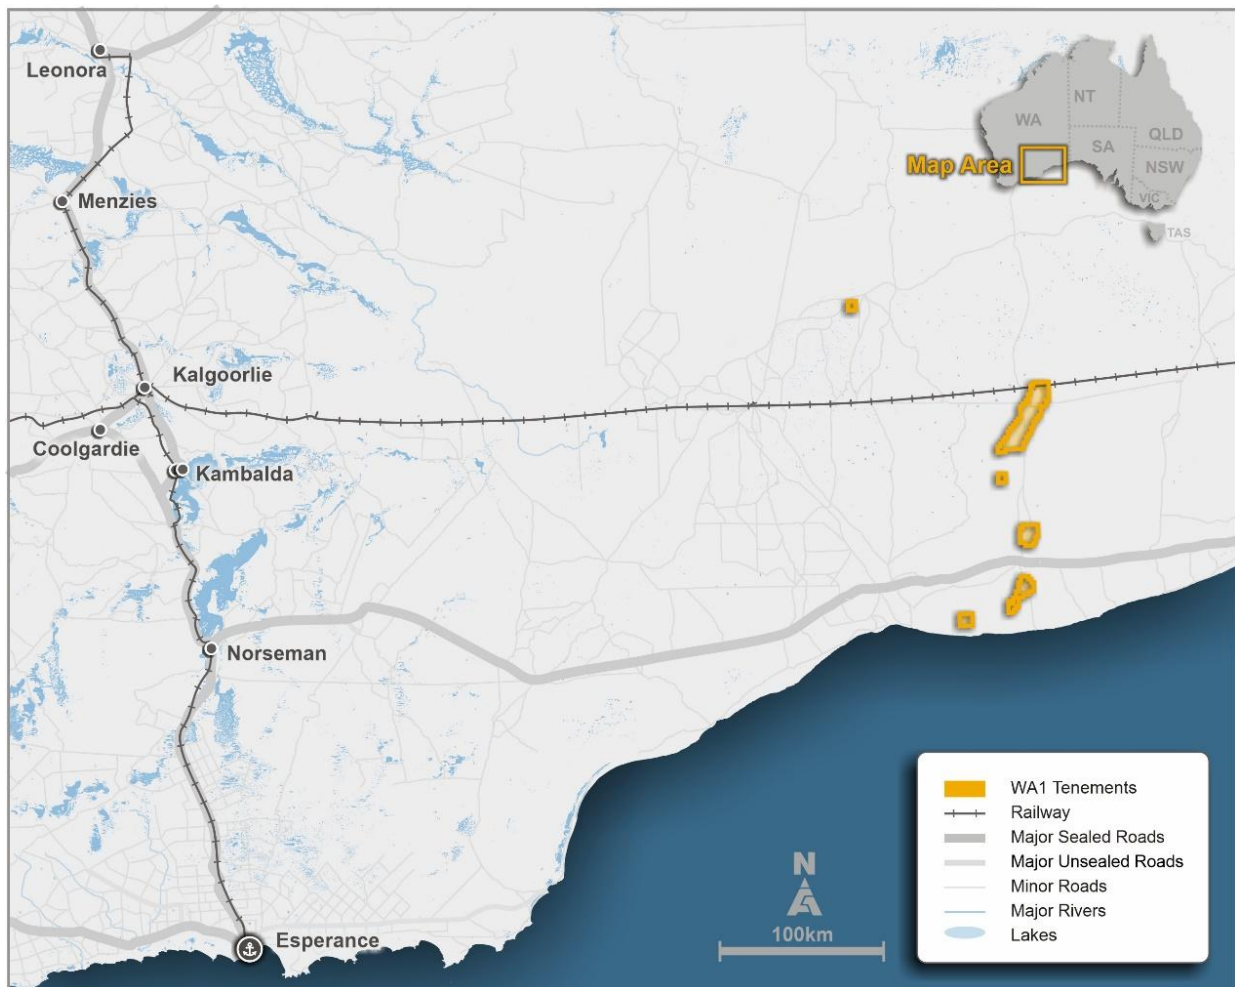 Leonora
Menzies
Kalgoorlie
Coolgardie
Kambalda
Norseman
Esperance
NT
WA
QLD
SA
NSW
VIC
TAS
Map Area
WA1 Tenements
Railway
Major Sealed Roads
Major Unsealed Roads
Minor Roads
Major Rivers
Lakes
N
100km